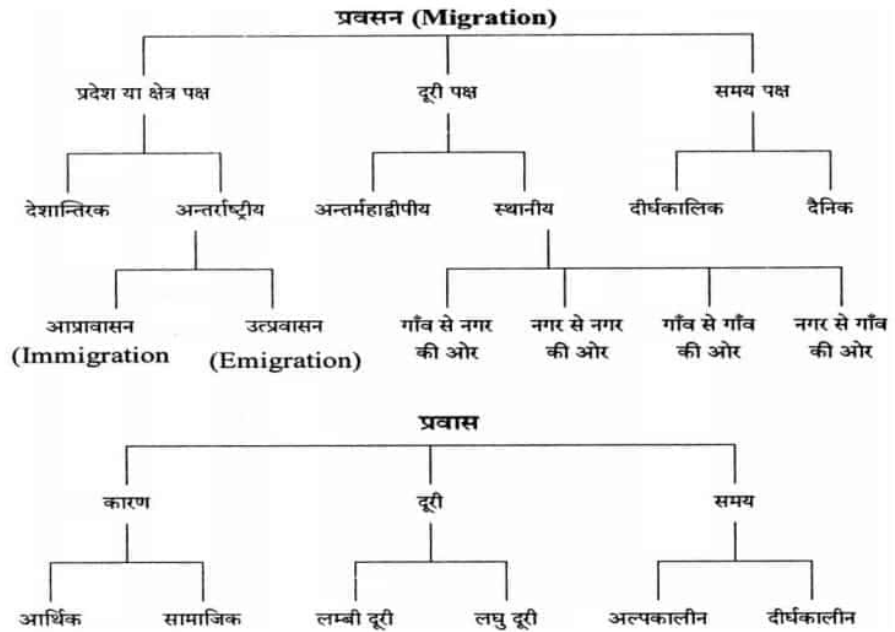 प्रवसन (Migration)
प्रदेश या क्षेत्र पक्ष दूरी पक्ष समय पक्ष
देशान्तिरक अन्तर्राष्ट्रीय अन्तर्महाद्वीपीय स्थानीय दीर्घकालिक दैनिक
आप्रावासन उत्प्रवासन गाँव से नगर नगर से नगर गाँव से गाँव नगर से गाँव
(Immigration (Emigration) की ओर की ओर की ओर की ओर
प्रवास
कारण दूरी समय
आर्थिक सामाजिक लम्बी दूरी लघु दूरी अल्पकालीन दीर्घकालीन